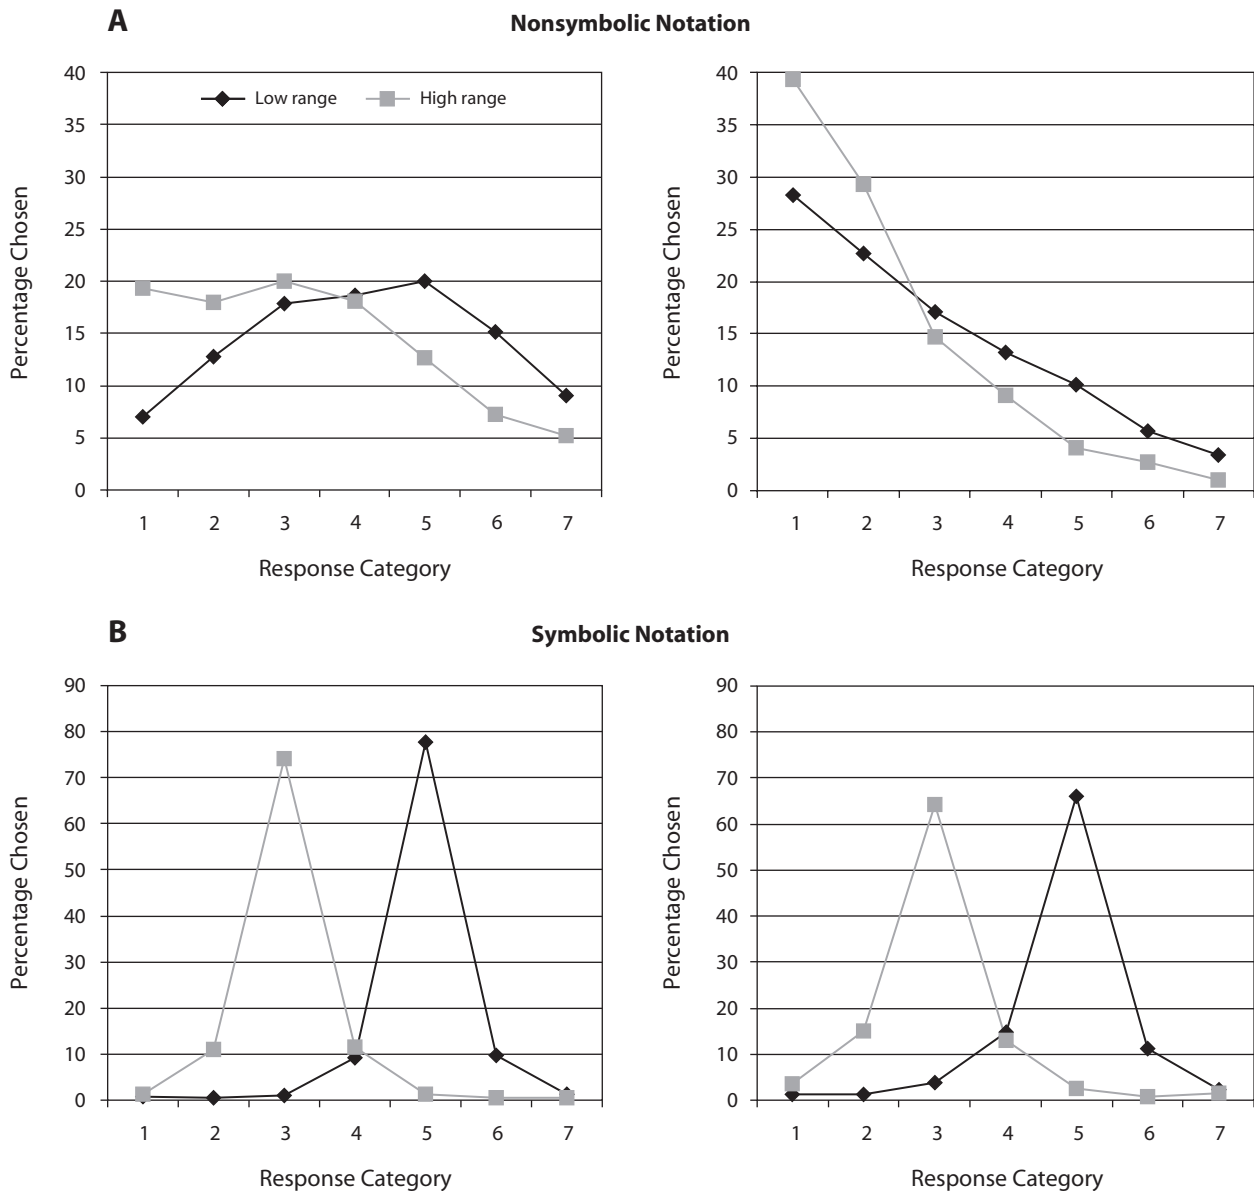 A
Nonsymbolic Notation
40
35
30
25
20
15
10
5
0
Percentage Chosen
Low range
High range
1 2 3 4 5 6 7
Response Category
40
35
30
25
20
15
10
5
0
Percentage Chosen
1 2 3 4 5 6 7
Response Category
B
Symbolic Notation
90
80
70
60
50
40
30
20
10
0
Percentage Chosen
1 2 3 4 5 6 7
Response Category
90
80
70
60
50
40
30
20
10
0
Percentage Chosen
1 2 3 4 5 6 7
Response Category